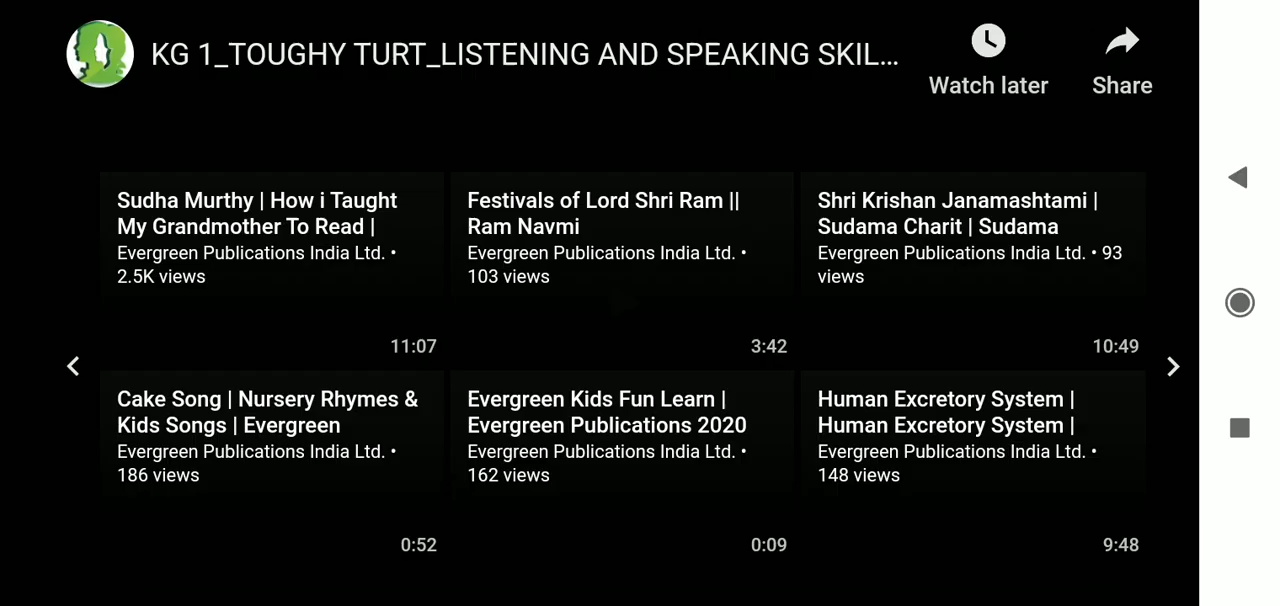 KG 1_TOUGHY TURT_LISTENING AND SPEAKING SKIL...
Watch later
Share
Sudha Murthy | How i Taught
My Grandmother To Read |
Evergreen Publications India Ltd. •
2.5K views
11:07
Festivals of Lord Shri Ram ||
Ram Navmi
Evergreen Publications India Ltd. •
103 views
3:42
Shri Krishan Janamashtami |
Sudama Charit | Sudama
Evergreen Publications India Ltd. • 93
views
10:49
Cake Song | Nursery Rhymes &
Kids Songs | Evergreen
Evergreen Publications India Ltd. •
186 views
0:52
Evergreen Kids Fun Learn |
Evergreen Publications 2020
Evergreen Publications India Ltd. •
162 views
0:09
Human Excretory System |
Human Excretory System |
Evergreen Publications India Ltd. •
148 views
9:48